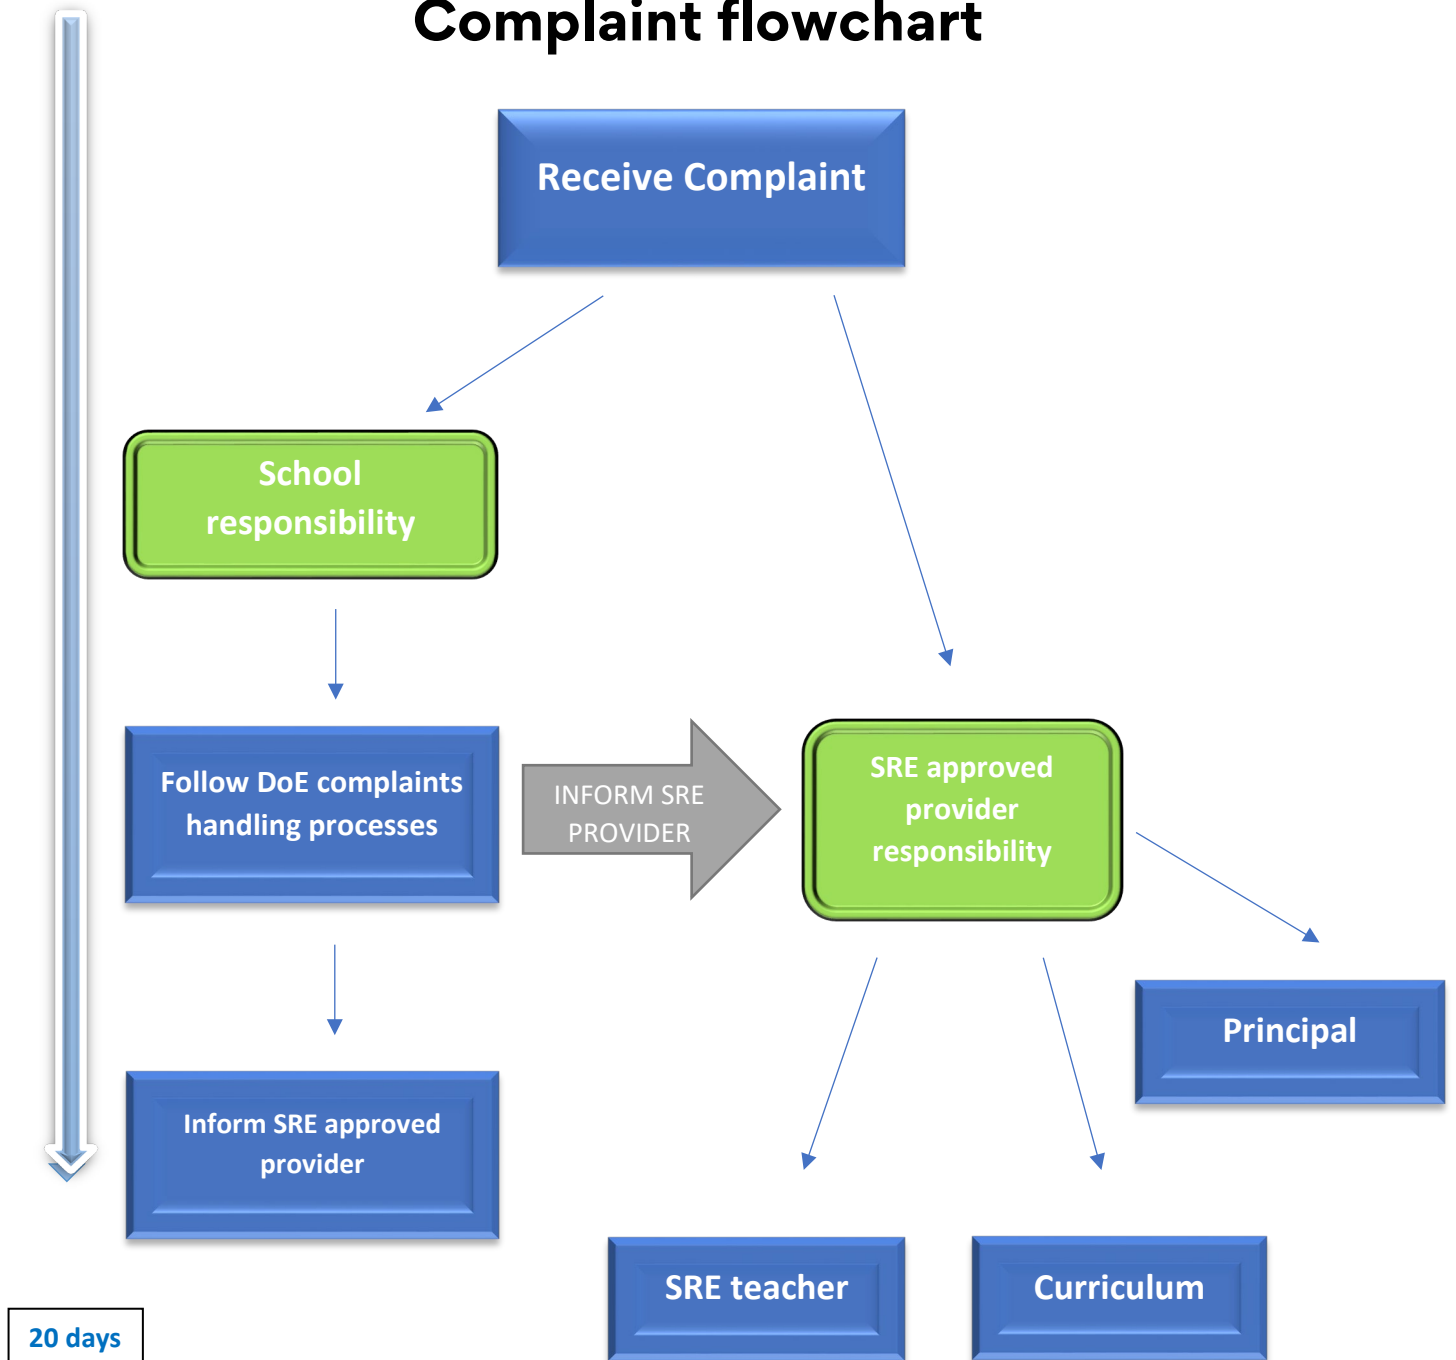 Complaint flowchart
Receive Complaint
School
responsibility
Follow DoE complaints
handling processes
INFORM SRE
PROVIDER
SRE approved
provider
responsibility
Principal
Inform SRE approved
provider
SRE teacher
Curriculum
20 days